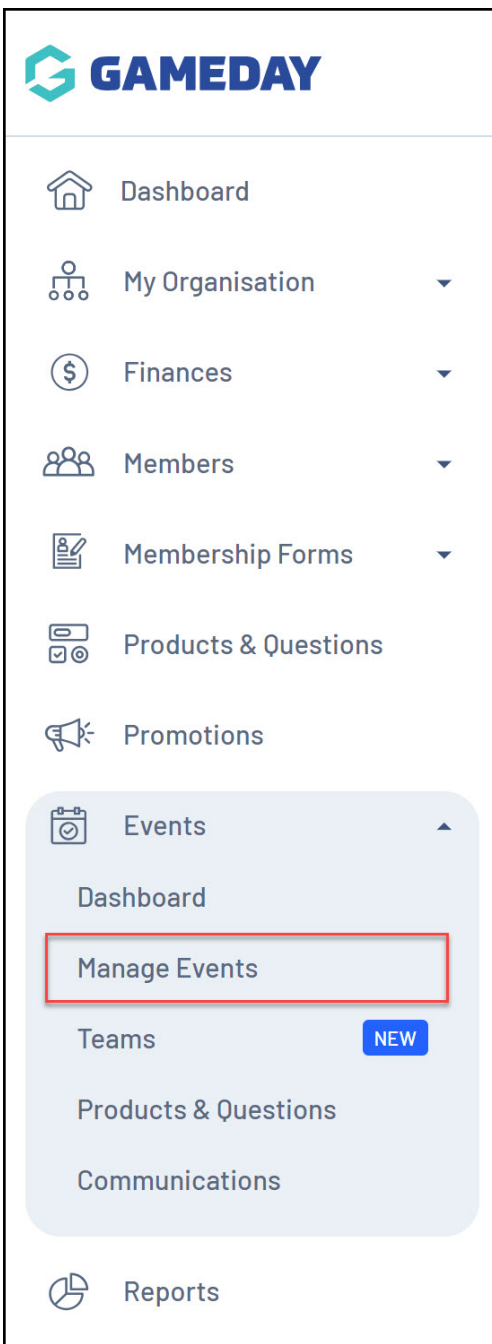 GAMEDAY
Dashboard
My Organisation
Finances
Members
Membership Forms
Products & Questions
Promotions
Events
Dashboard
Manage Events
Teams NEW
Products & Questions
Communications
Reports